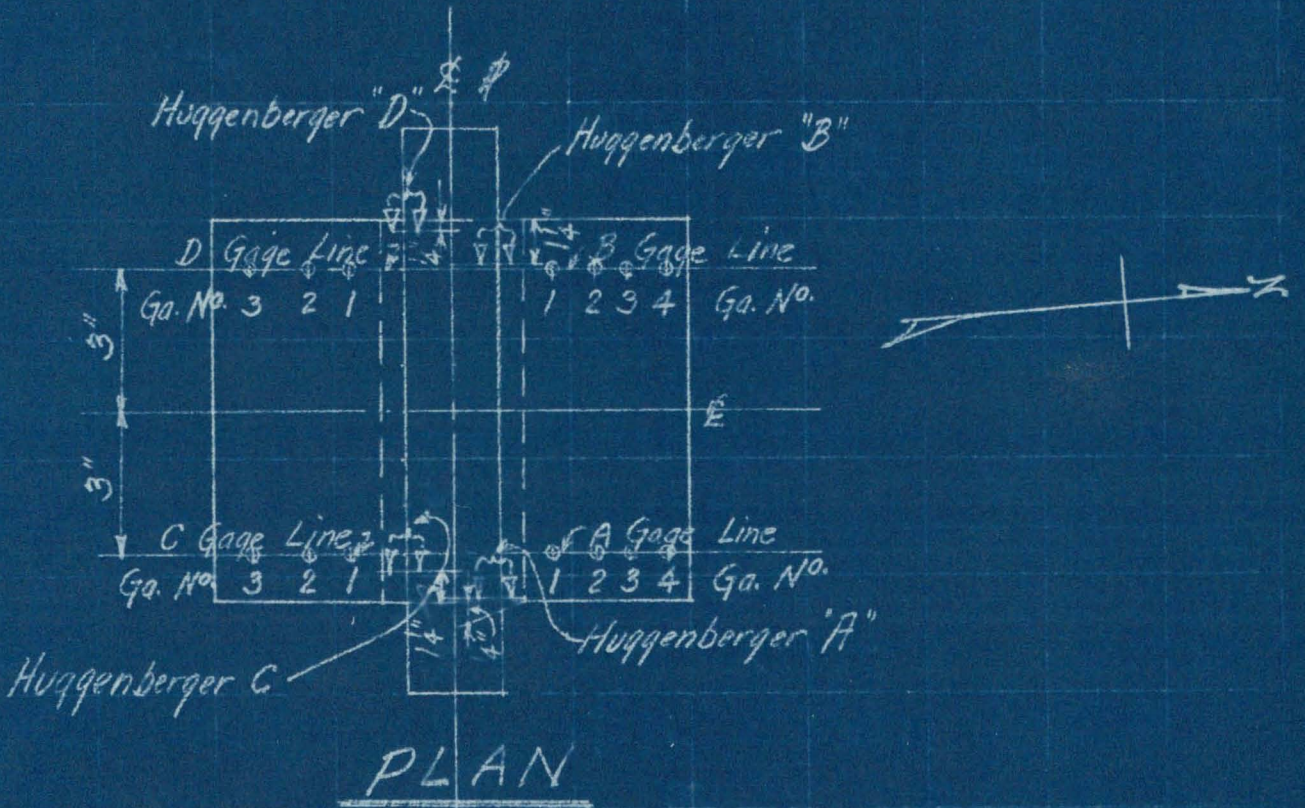 Huggenberger "D"
Huggenberger "B"
D Gage Line
B Gage Line
Ga. No. 3 2 1
1 2 3 4 Ga. No.
3"
3"
C Gage Line
A Gage Line
Ga. No. 3 2 1
1 2 3 4 Ga. No.
Huggenberger "A"
Huggenberger C
N
PLAN